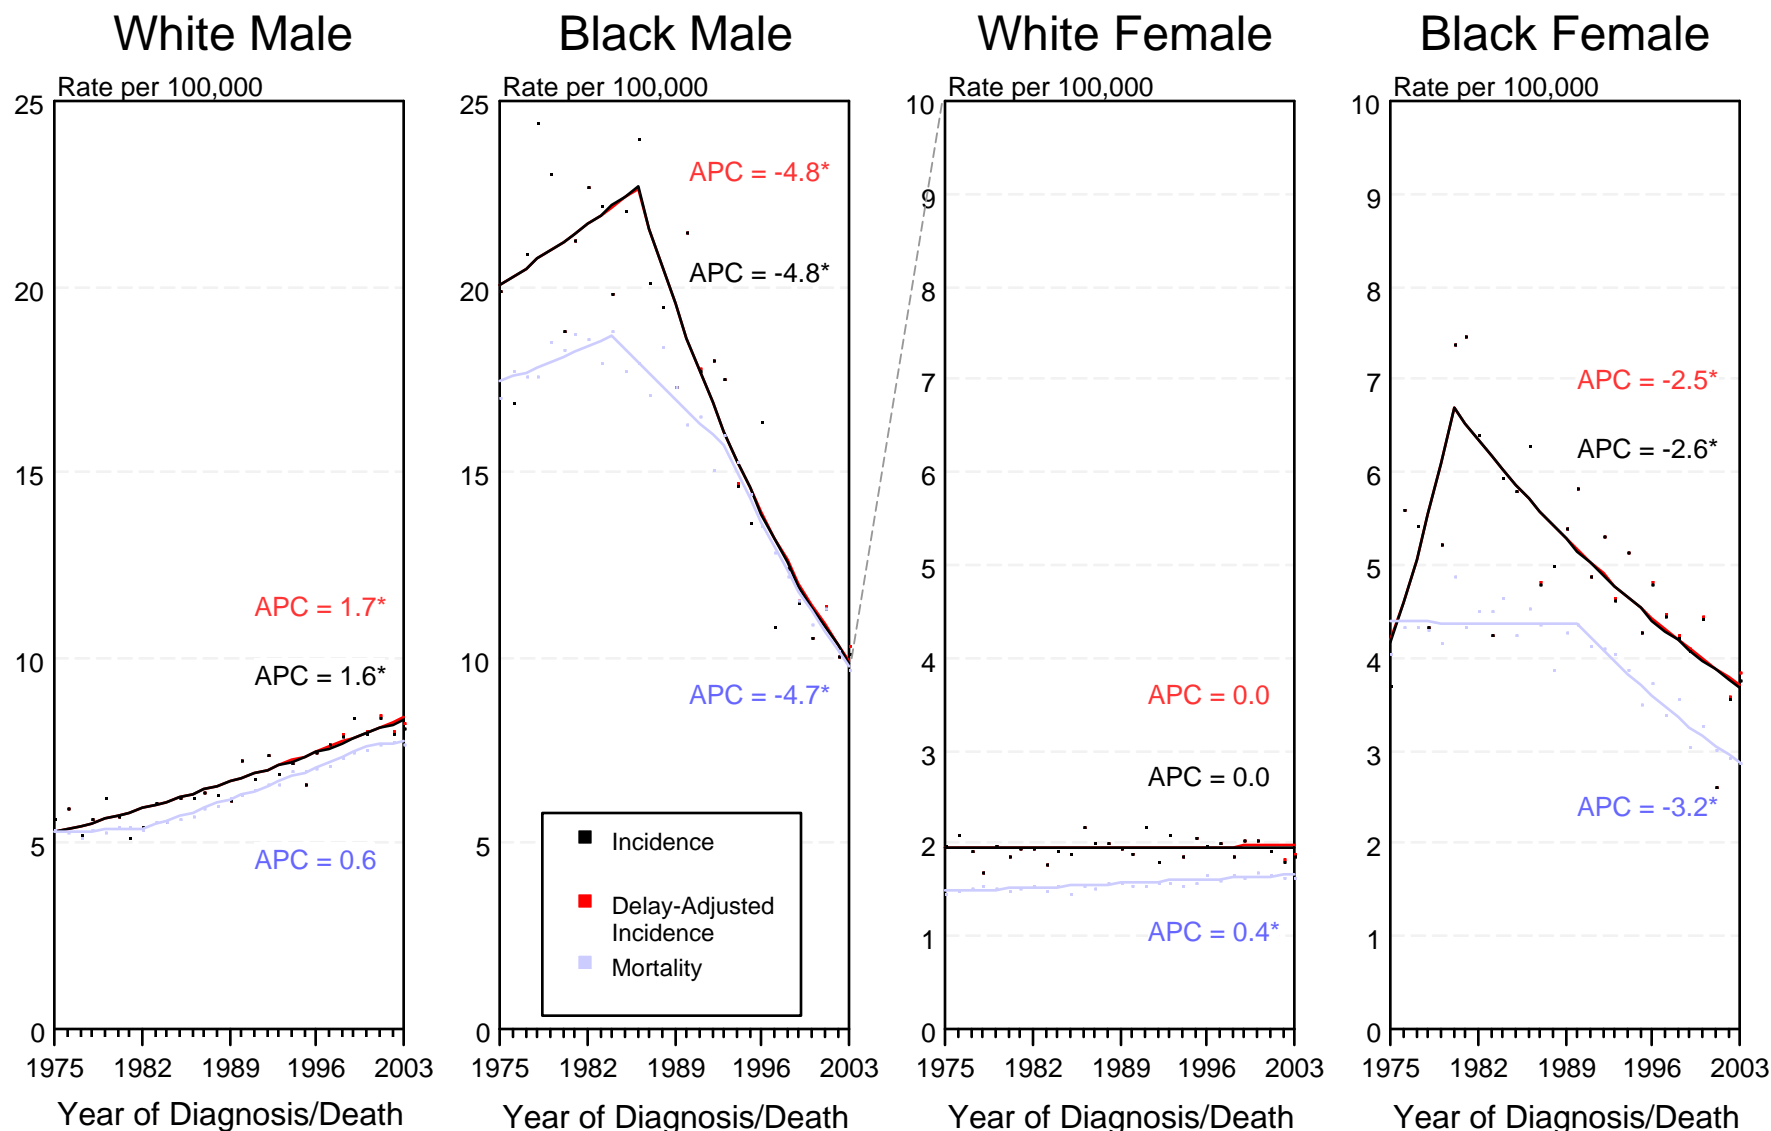 White Male
Black Male
White Female
Black Female
Rate per 100,000
Rate per 100,000
Rate per 100,000
Rate per 100,000
25
20
15
10
5
0
APC = 1.7*
APC = 1.6*
APC = 0.6
1975 1982 1989 1996 2003
Year of Diagnosis/Death
25
20
15
10
5
0
APC = -4.8*
APC = -4.8*
APC = -4.7*
Incidence
Delay-Adjusted
Incidence
Mortality
1975 1982 1989 1996 2003
Year of Diagnosis/Death
10
9
8
7
6
5
4
3
2
1
0
APC = 0.0
APC = 0.0
APC = 0.4*
1975 1982 1989 1996 2003
Year of Diagnosis/Death
10
9
8
7
6
5
4
3
2
1
0
APC = -2.5*
APC = -2.6*
APC = -3.2*
1975 1982 1989 1996 2003
Year of Diagnosis/Death